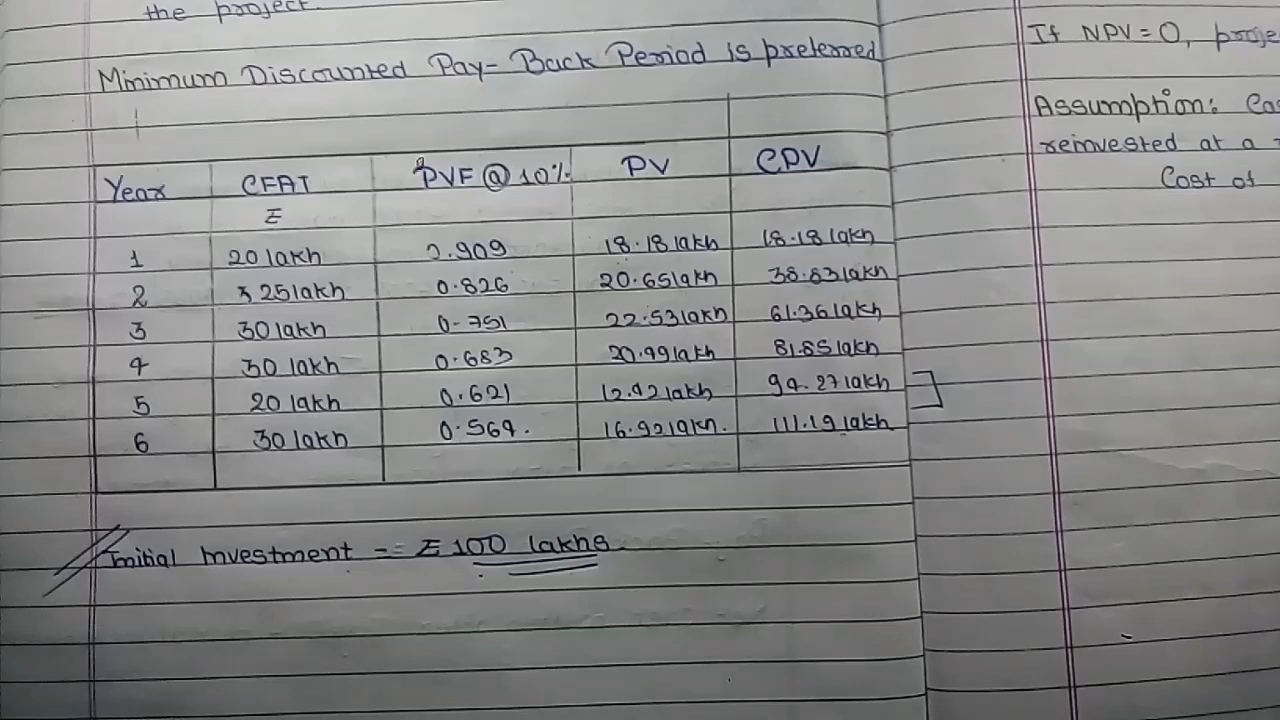 the project
Minimum Discounted Pay-Back Period is preferred
Year CFAT PVF @ 10% PV CPV
₹
1 20 lakh 0.909 18.18 lakh 18.18 lakh
2 ₹ 25 lakh 0.826 20.65 lakh 38.83 lakh
3 30 lakh 0.751 22.53 lakh 61.36 lakh
4 30 lakh 0.683 20.49 lakh 81.85 lakh
5 20 lakh 0.621 12.42 lakh 94.27 lakh
6 30 lakh 0.564. 16.92 lakh. 111.19 lakh
Initial Investment = ₹ 100 lakhs
If NPV = 0, proje
Assumption: Cas
reinvested at a
Cost of